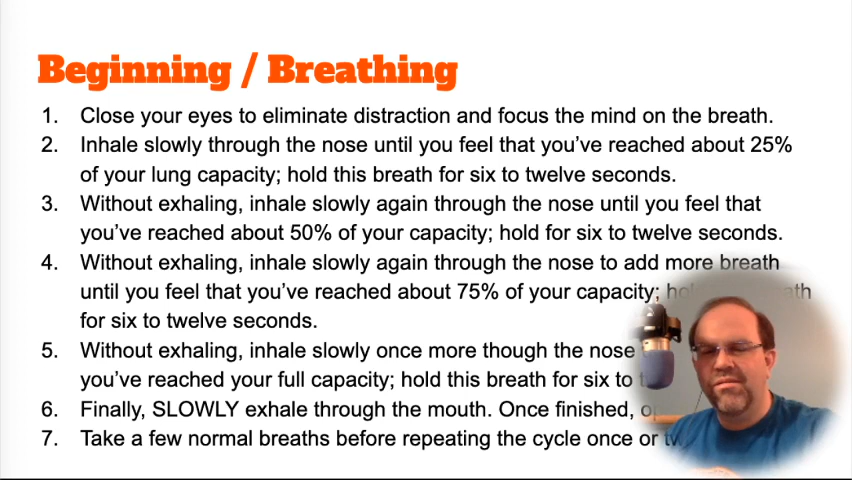 Beginning / Breathing
1. Close your eyes to eliminate distraction and focus the mind on the breath.
2. Inhale slowly through the nose until you feel that you've reached about 25%
of your lung capacity; hold this breath for six to twelve seconds.
3. Without exhaling, inhale slowly again through the nose until you feel that
you've reached about 50% of your capacity; hold for six to twelve seconds.
4. Without exhaling, inhale slowly again through the nose to add more breath
until you feel that you've reached about 75% of your capacity;
for six to twelve seconds.
5. Without exhaling, inhale slowly once more though the nose
you've reached your full capacity; hold this breath for six to
6. Finally, SLOWLY exhale through the mouth. Once finished,
7. Take a few normal breaths before repeating the cycle once or